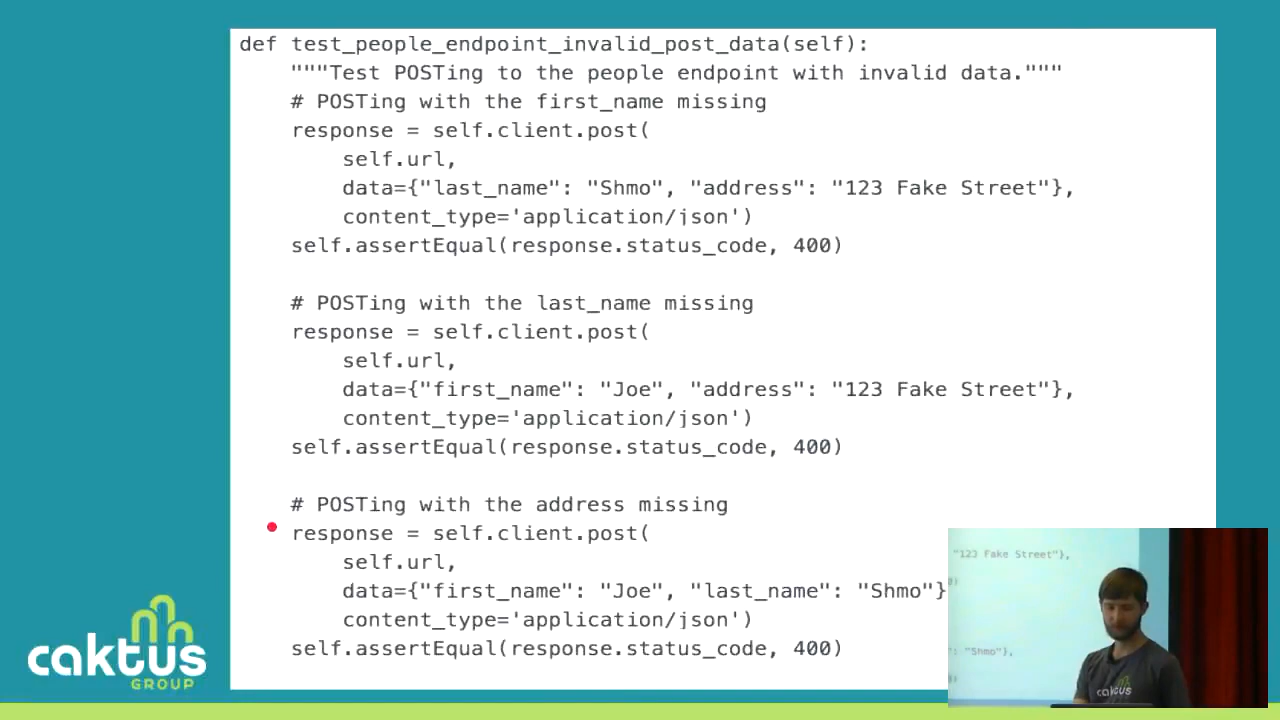 def test_people_endpoint_invalid_post_data(self):
    """Test POSTing to the people endpoint with invalid data."""
    # POSTing with the first_name missing
    response = self.client.post(
        self.url,
        data={"last_name": "Shmo", "address": "123 Fake Street"},
        content_type='application/json')
    self.assertEqual(response.status_code, 400)

    # POSTing with the last_name missing
    response = self.client.post(
        self.url,
        data={"first_name": "Joe", "address": "123 Fake Street"},
        content_type='application/json')
    self.assertEqual(response.status_code, 400)

    # POSTing with the address missing
    response = self.client.post(
        self.url,
        data={"first_name": "Joe", "last_name": "Shmo"}
        content_type='application/json')
    self.assertEqual(response.status_code, 400)
caktus
GROUP
"123 Fake Street"},
: "Shmo"},
caktus